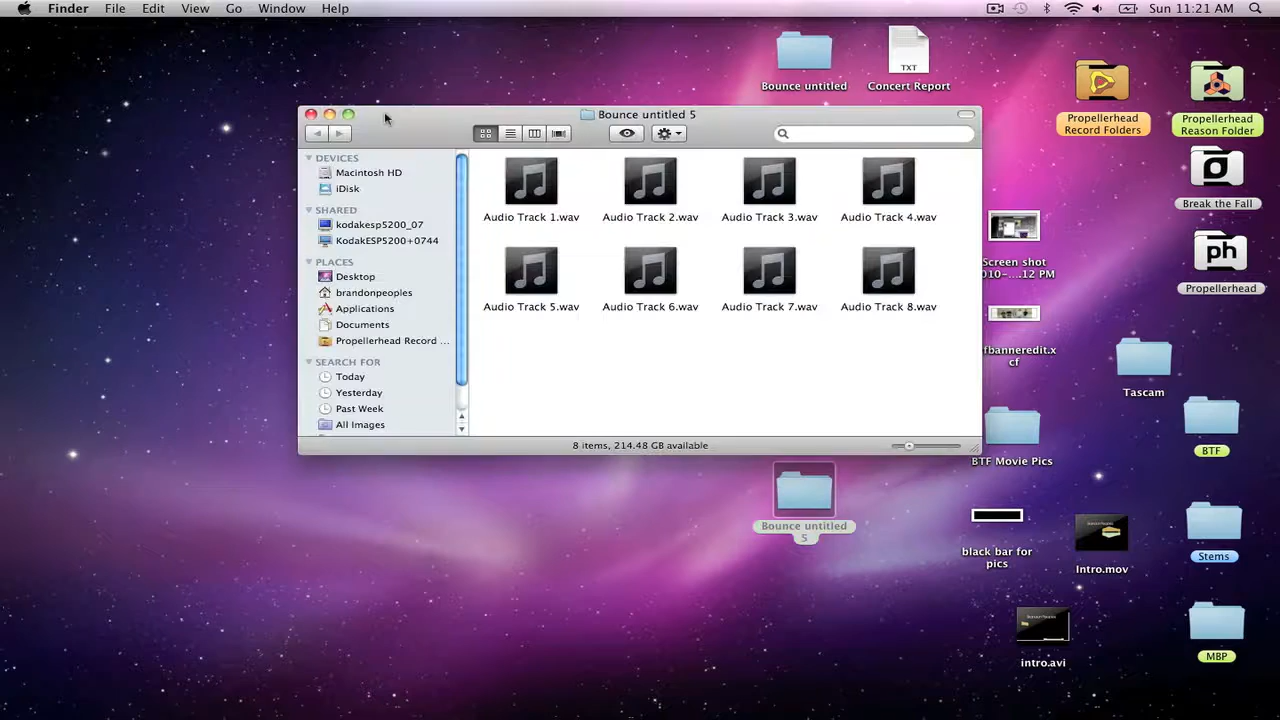 Finder File Edit View Go Window Help
Sun 11:21 AM
Bounce untitled
TXT
Concert Report
Propellerhead
Record Folders
Propellerhead
Reason Folder
Bounce untitled 5
DEVICES
Macintosh HD
iDisk
SHARED
kodakesp5200_07
KodakESP5200+0744
PLACES
Desktop
brandonpeoples
Applications
Documents
Propellerhead Record ...
SEARCH FOR
Today
Yesterday
Past Week
All Images
Audio Track 1.wav
Audio Track 2.wav
Audio Track 3.wav
Audio Track 4.wav
Audio Track 5.wav
Audio Track 6.wav
Audio Track 7.wav
Audio Track 8.wav
8 items, 214.48 GB available
Break the Fall
Screen shot
010-....12 PM
ph
Propellerhead
fbanneredit.x
cf
Tascam
BTF Movie Pics
BTF
Bounce untitled
5
black bar for
pics
Intro.mov
Stems
intro.avi
MBP